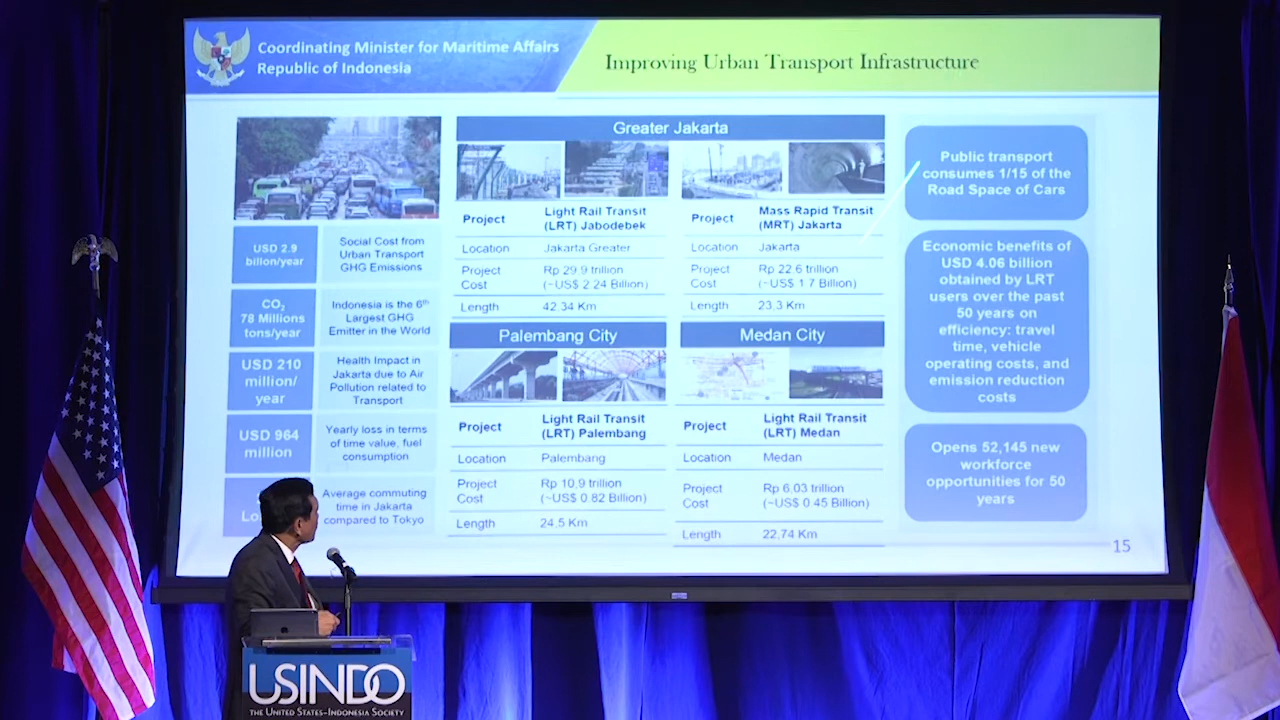 Coordinating Minister for Maritime Affairs
Republic of Indonesia
Improving Urban Transport Infrastructure
USD 2.9
billon/year
Social Cost from
Urban Transport
GHG Emissions
CO₂
78 Millions
tons/year
Indonesia is the 6th
Largest GHG
Emitter in the World
USD 210
million/
year
Health Impact in
Jakarta due to Air
Pollution related to
Transport
USD 964
million
Yearly loss in terms
of time value, fuel
consumption
Average commuting
time in Jakarta
compared to Tokyo
Greater Jakarta
Project
Light Rail Transit
(LRT) Jabodebek
Location
Jakarta Greater
Project
Cost
Rp 29.9 trillion
(~US$ 2.24 Billion)
Length
42.34 Km
Project
Mass Rapid Transit
(MRT) Jakarta
Location
Jakarta
Project
Cost
Rp 22.6 trillion
(~US$ 1.7 Billion)
Length
23.3 Km
Palembang City
Project
Light Rail Transit
(LRT) Palembang
Location
Palembang
Project
Cost
Rp 10.9 trillion
(~US$ 0.82 Billion)
Length
24.5 Km
Medan City
Project
Light Rail Transit
(LRT) Medan
Location
Medan
Project
Cost
Rp 6.03 trillion
(~US$ 0.45 Billion)
Length
22.74 Km
Public transport
consumes 1/15 of the
Road Space of Cars
Economic benefits of
USD 4.06 billion
obtained by LRT
users over the past
50 years on
efficiency: travel
time, vehicle
operating costs, and
emission reduction
costs
Opens 52,145 new
workforce
opportunities for 50
years
15
USINDO
THE UNITED STATES–INDONESIA SOCIETY